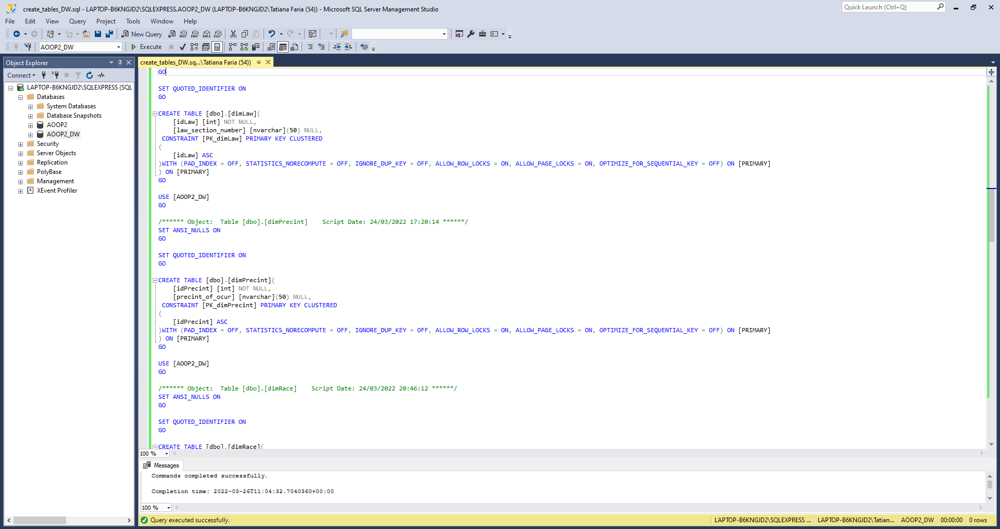 create_tables_DW.sql - LAPTOP-B6KNGJD2\SQLEXPRESS.AOOP2_DW (LAPTOP-B6KNGJD2\Tatiana Faria (54)) - Microsoft SQL Server Management Studio
Quick Launch (Ctrl+Q)
File Edit View Query Project Tools Window Help
New Query MDX DMX XMLA DAX
AOOP2_DW Execute
Object Explorer
Connect
LAPTOP-B6KNGJD2\SQLEXPRESS (SQL
Databases
System Databases
Database Snapshots
AOOP2
AOOP2_DW
Security
Server Objects
Replication
PolyBase
Management
XEvent Profiler
create_tables_DW.sq...\Tatiana Faria (54))
GO
SET QUOTED_IDENTIFIER ON
GO
CREATE TABLE [dbo].[dimLaw](
[idLaw] [int] NOT NULL,
[law_section_number] [nvarchar](50) NULL,
CONSTRAINT [PK_dimLaw] PRIMARY KEY CLUSTERED
(
[idLaw] ASC
)WITH (PAD_INDEX = OFF, STATISTICS_NORECOMPUTE = OFF, IGNORE_DUP_KEY = OFF, ALLOW_ROW_LOCKS = ON, ALLOW_PAGE_LOCKS = ON, OPTIMIZE_FOR_SEQUENTIAL_KEY = OFF) ON [PRIMARY]
) ON [PRIMARY]
GO
USE [AOOP2_DW]
GO
/****** Object:  Table [dbo].[dimPrecint]    Script Date: 24/03/2022 17:20:14 ******/
SET ANSI_NULLS ON
GO
SET QUOTED_IDENTIFIER ON
GO
CREATE TABLE [dbo].[dimPrecint](
[idPrecint] [int] NOT NULL,
[precint_of_ocur] [nvarchar](50) NULL,
CONSTRAINT [PK_dimPrecint] PRIMARY KEY CLUSTERED
(
[idPrecint] ASC
)WITH (PAD_INDEX = OFF, STATISTICS_NORECOMPUTE = OFF, IGNORE_DUP_KEY = OFF, ALLOW_ROW_LOCKS = ON, ALLOW_PAGE_LOCKS = ON, OPTIMIZE_FOR_SEQUENTIAL_KEY = OFF) ON [PRIMARY]
) ON [PRIMARY]
GO
USE [AOOP2_DW]
GO
/****** Object:  Table [dbo].[dimRace]    Script Date: 24/03/2022 20:46:12 ******/
SET ANSI_NULLS ON
GO
SET QUOTED_IDENTIFIER ON
GO
CREATE TABLE [dbo].[dimRace](
100 %
Messages
Commands completed successfully.
Completion time: 2022-03-26T11:04:32.7040360+00:00
100 %
Query executed successfully.
LAPTOP-B6KNGJD2\SQLEXPRESS ... LAPTOP-B6KNGJD2\Tatian... AOOP2_DW 00:00:00 0 rows